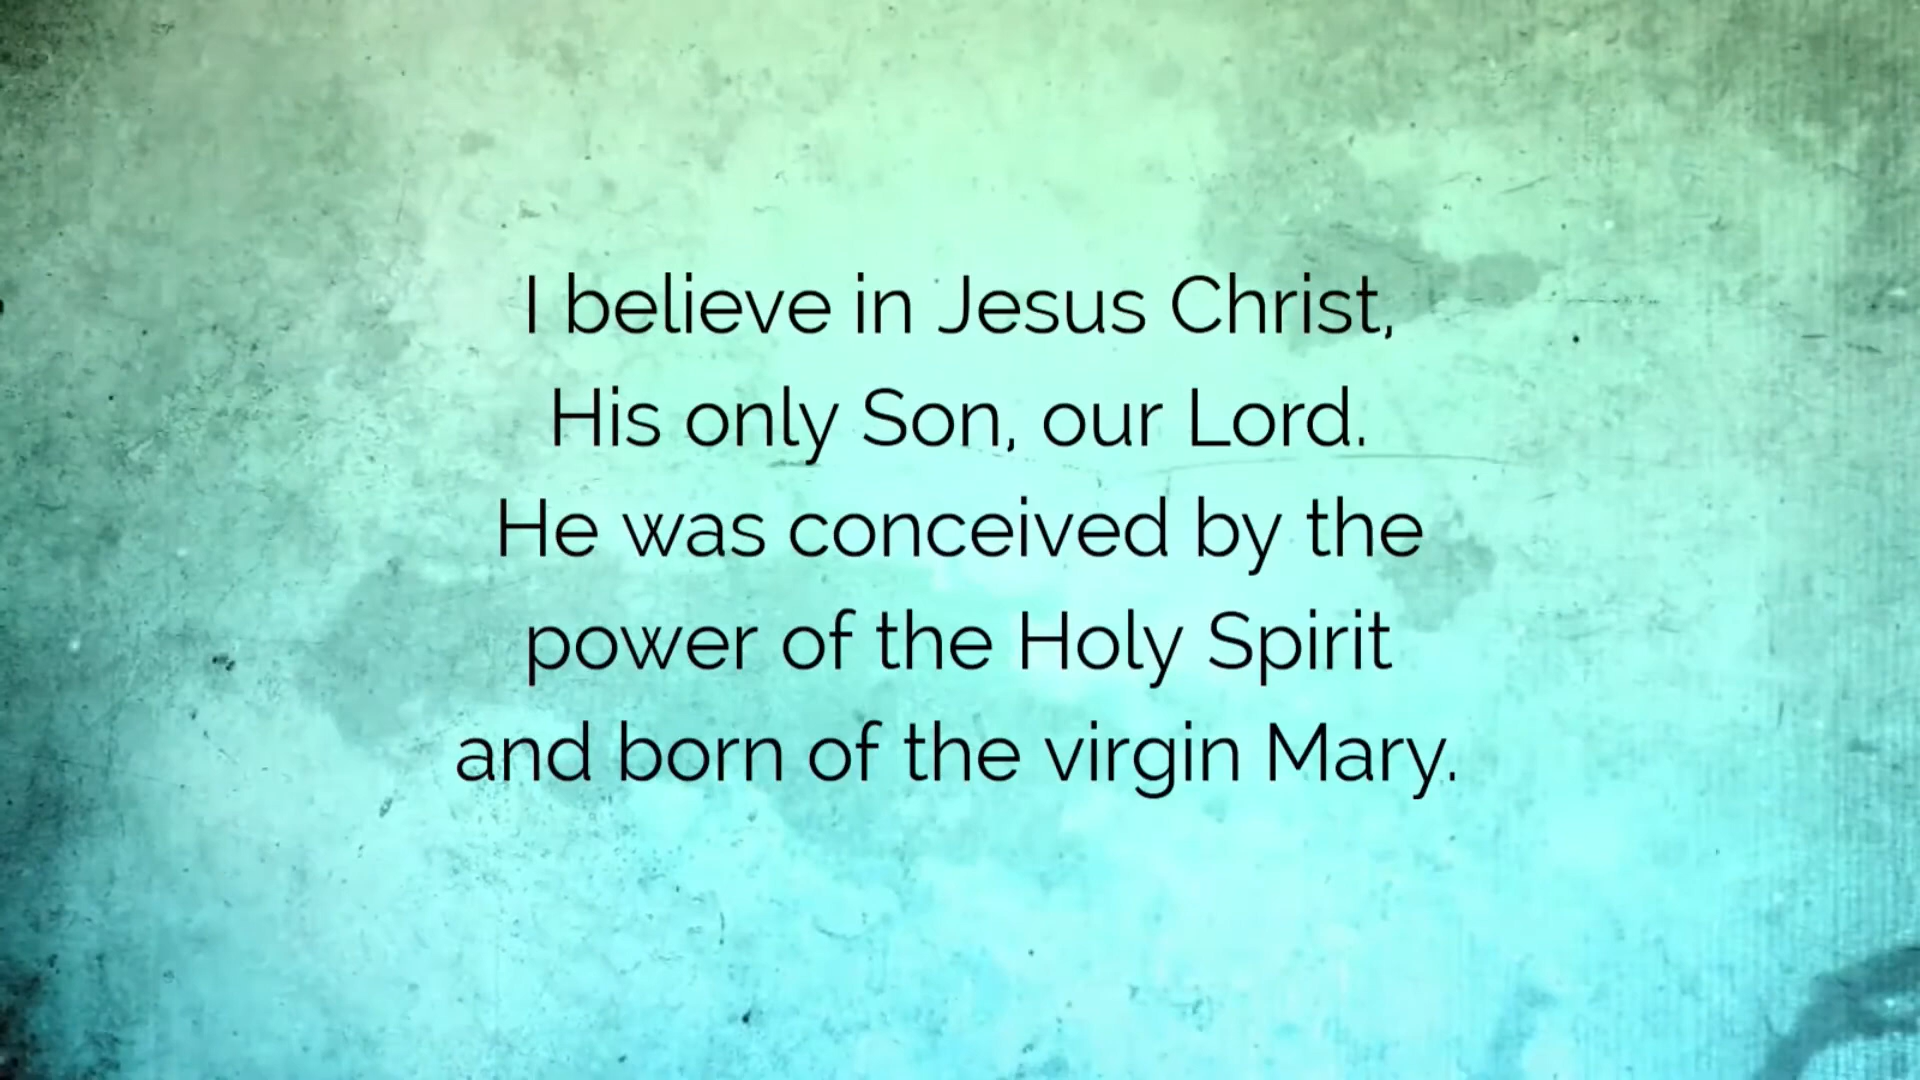 I believe in Jesus Christ,
His only Son, our Lord.
He was conceived by the
power of the Holy Spirit
and born of the virgin Mary.